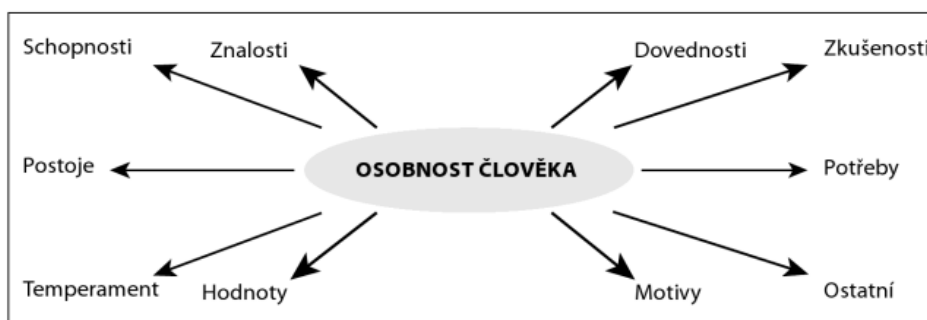 Schopnosti
Znalosti
Dovednosti
Zkušenosti
Postoje
OSOBNOST ČLOVĚKA
Potřeby
Temperament
Hodnoty
Motivy
Ostatní